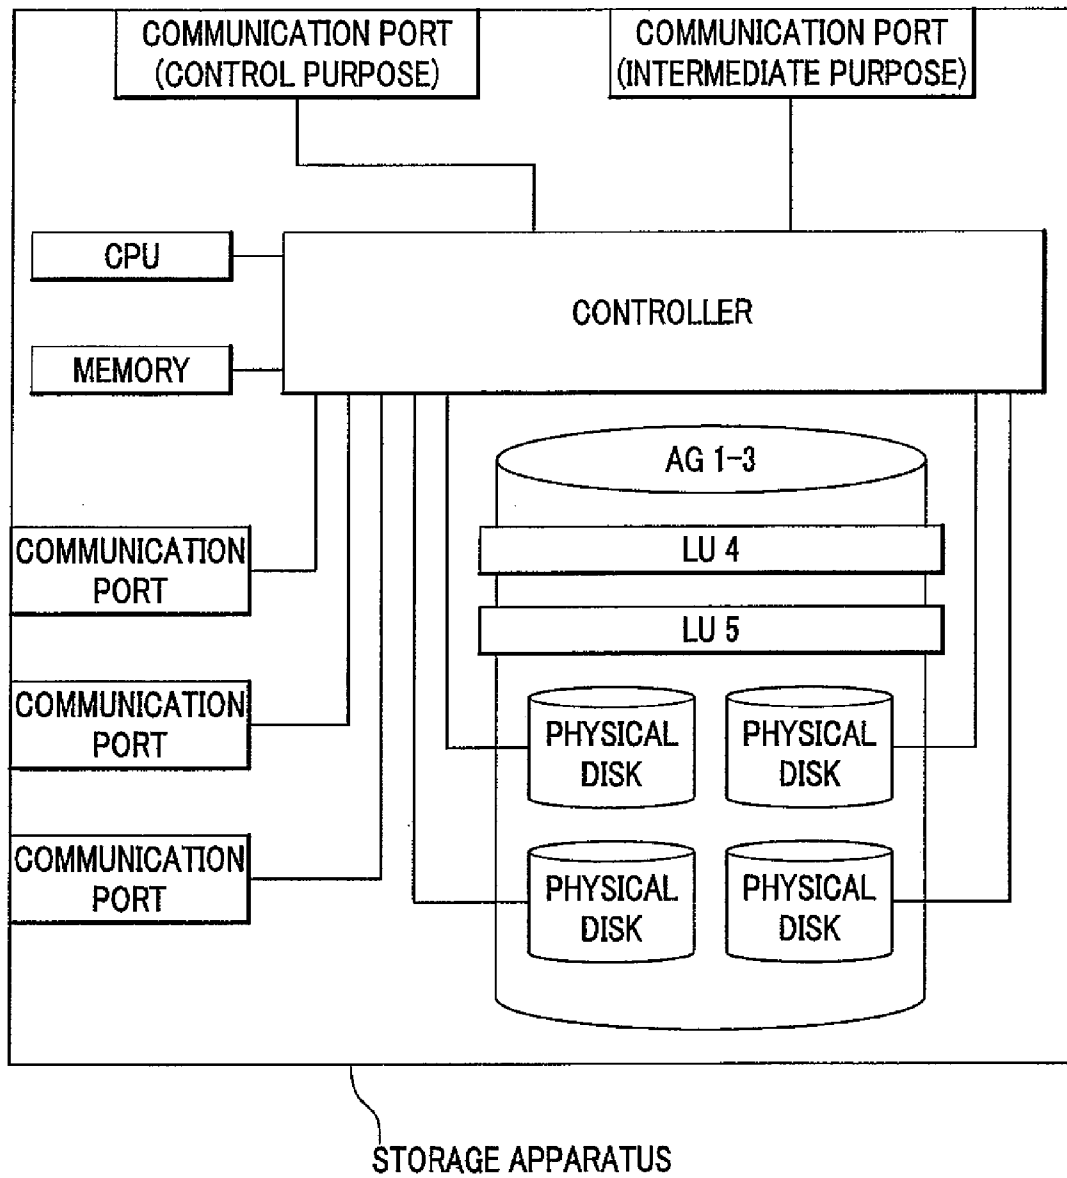 COMMUNICATION PORT
(CONTROL PURPOSE)
COMMUNICATION PORT
(INTERMEDIATE PURPOSE)
CPU
CONTROLLER
MEMORY
AG 1-3
COMMUNICATION
PORT
LU 4
LU 5
COMMUNICATION
PORT
PHYSICAL
DISK
PHYSICAL
DISK
COMMUNICATION
PORT
PHYSICAL
DISK
PHYSICAL
DISK
STORAGE APPARATUS